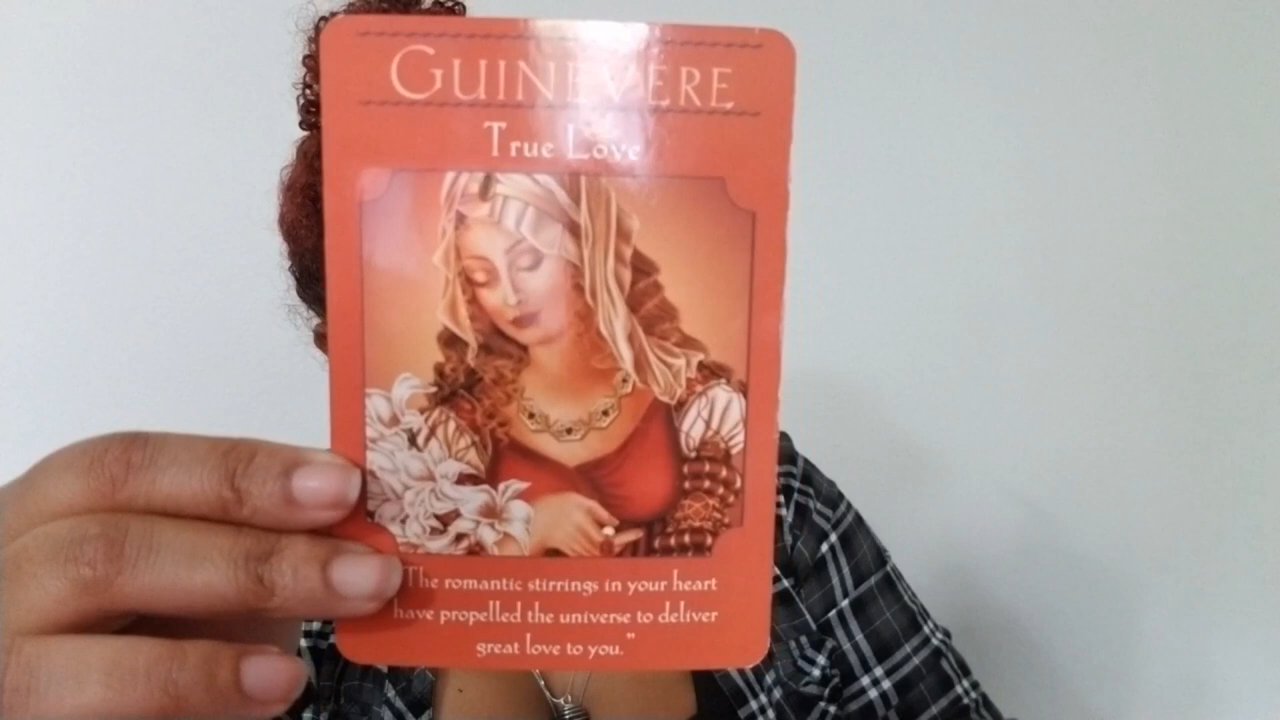 GUINEVERE
True Love
"The romantic stirrings in your heart
have propelled the universe to deliver
great love to you."